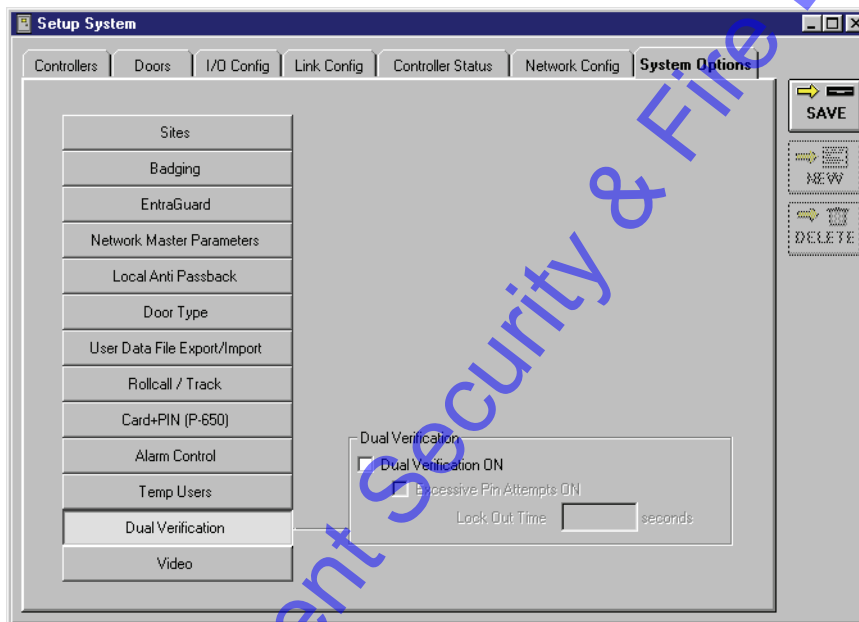 Setup System
Controllers Doors I/O Config Link Config Controller Status Network Config System Options
SAVE
NEW
DELETE
Sites
Badging
EntraGuard
Network Master Parameters
Local Anti Passback
Door Type
User Data File Export/Import
Rollcall / Track
Card+PIN (P-650)
Alarm Control
Temp Users
Dual Verification
Video
Dual Verification
Dual Verification ON
Excessive Pin Attempts ON
Lock Out Time seconds
ent Security & Fire